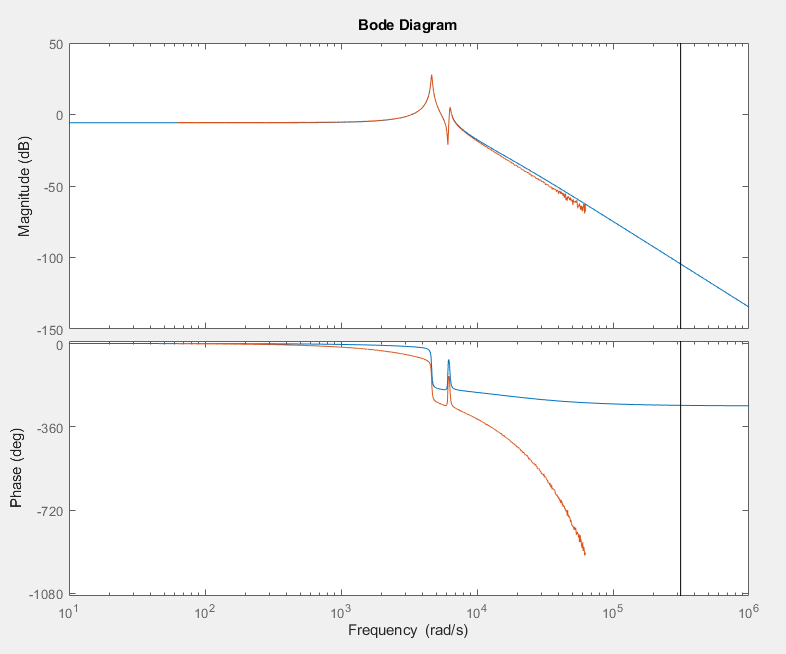 Bode Diagram
50
0
-50
-100
-150
Magnitude (dB)
0
-360
-720
-1080
Phase (deg)
10^1 10^2 10^3 10^4 10^5 10^6
Frequency (rad/s)